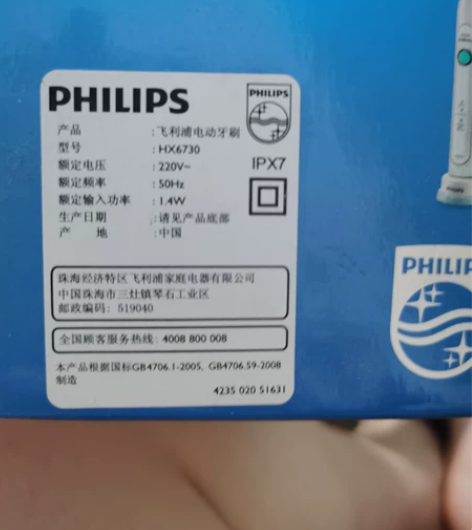 PHILIPS
PHILIPS
产品 :飞利浦电动牙刷
型号 :HX6730
IPX7
额定电压 :220V~
额定频率 :50Hz
额定输入功率 :1.4W
生产日期 :请见产品底部
产 地 :中国
PHILIP
珠海经济特区飞利浦家庭电器有限公司
中国珠海市三灶镇琴石工业区
邮政编码: 519040
全国顾客服务热线: 4008 800 008
本产品根据国标GB4706.1-2005, GB4706.59-2008
制造
4235 020 51631